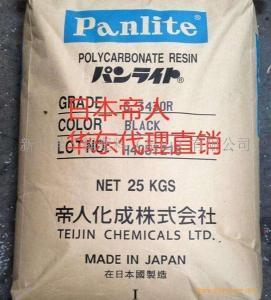 Panlite®
POLYCARBONATE RESIN
パンライト®
GRADE
日本帝人
COLOR BLACK
华东代理直销
LOT NO.
NET 25 KGS
帝人化成株式会社
TEIJIN CHEMICALS LTD.
MADE IN JAPAN
在日本國製造